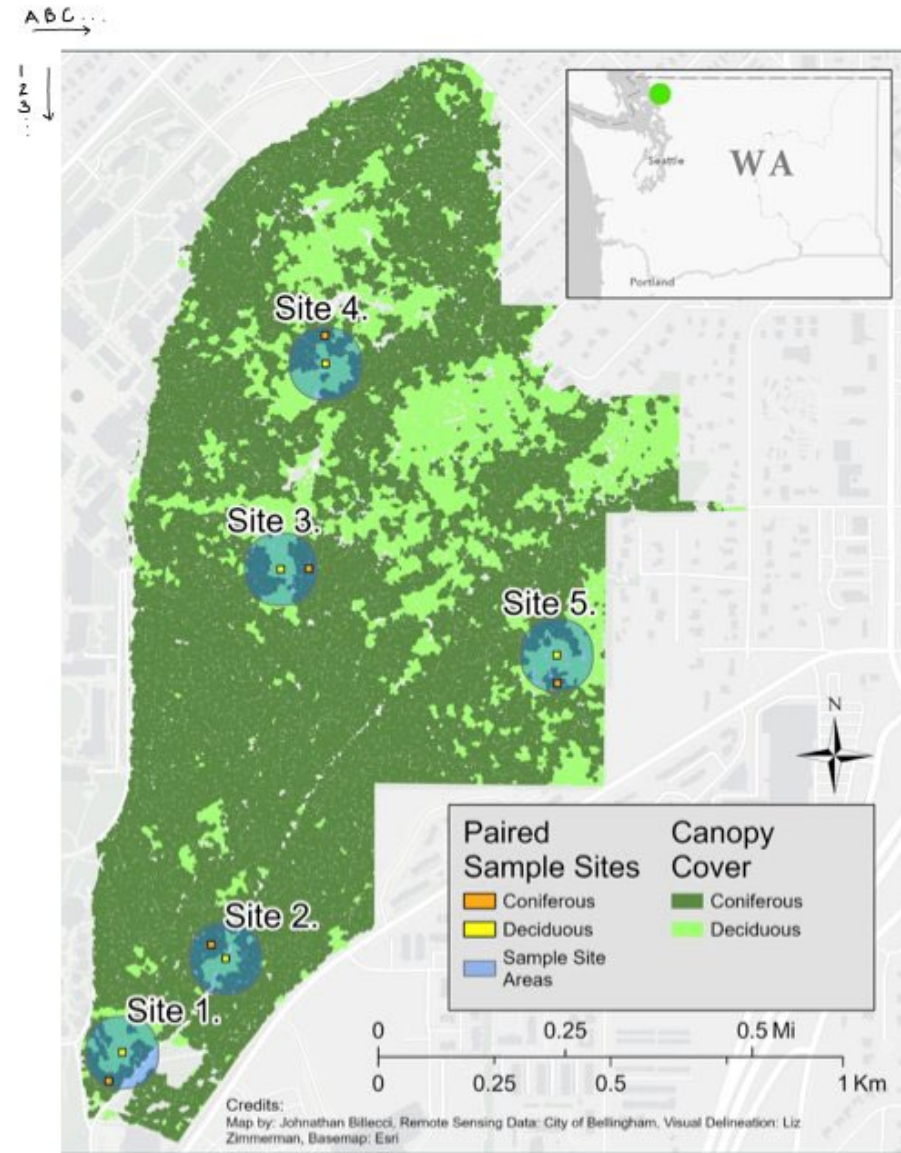 A B C ...
1
2
3
:
WA
Seattle
Portland
Site 4.
Site 3.
Site 5.
Site 2.
Site 1.
N
Paired
Sample Sites
Coniferous
Deciduous
Sample Site
Areas
Canopy
Cover
Coniferous
Deciduous
0 0.25 0.5 Mi
0 0.25 0.5 1 Km
Credits:
Map by: Johnathan Billeci, Remote Sensing Data: City of Bellingham, Visual Delineation: Liz
Zimmerman, Basemap: Esri